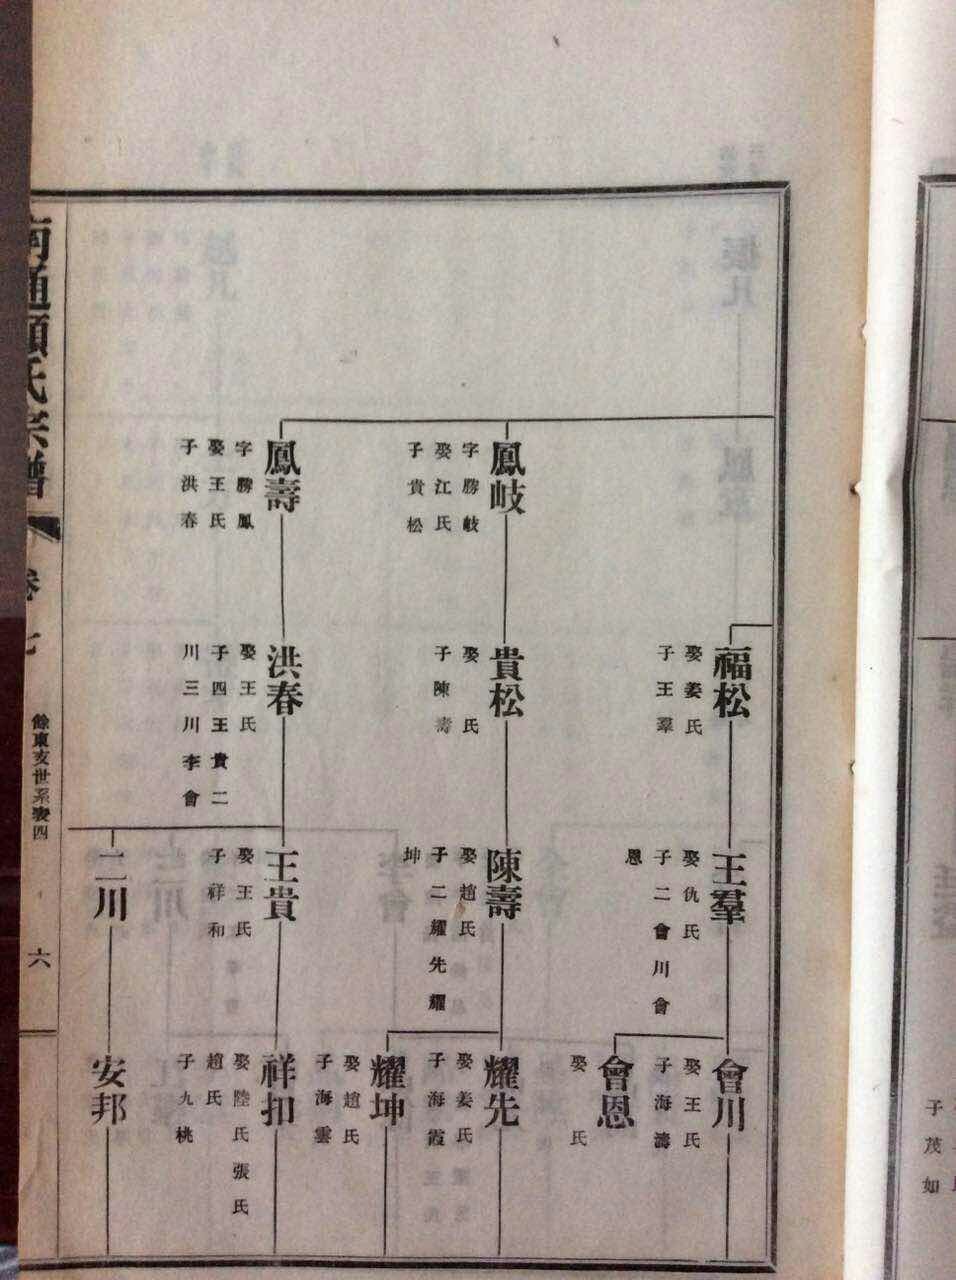 鳳岐
字勝岐
娶江氏
子貴松
鳳壽
字勝鳳
娶王氏
子洪春
福松
娶姜氏
子王羣
貴松
娶 氏
子陳壽
洪春
娶王氏
子四王貴二
川三川李會
王羣
娶仇氏
子二會川會
恩
陳壽
娶趙氏
子二耀先耀
坤
王貴
娶王氏
子祥和
二川
會川
娶王氏
子海濤
會恩
娶 氏
耀先
娶姜氏
子海霞
耀坤
娶趙氏
子海雲
祥扣
娶陸氏張氏
趙氏
子九桃
安邦
南通顧氏宗譜
卷七
餘東支世系表四
六
子茂如